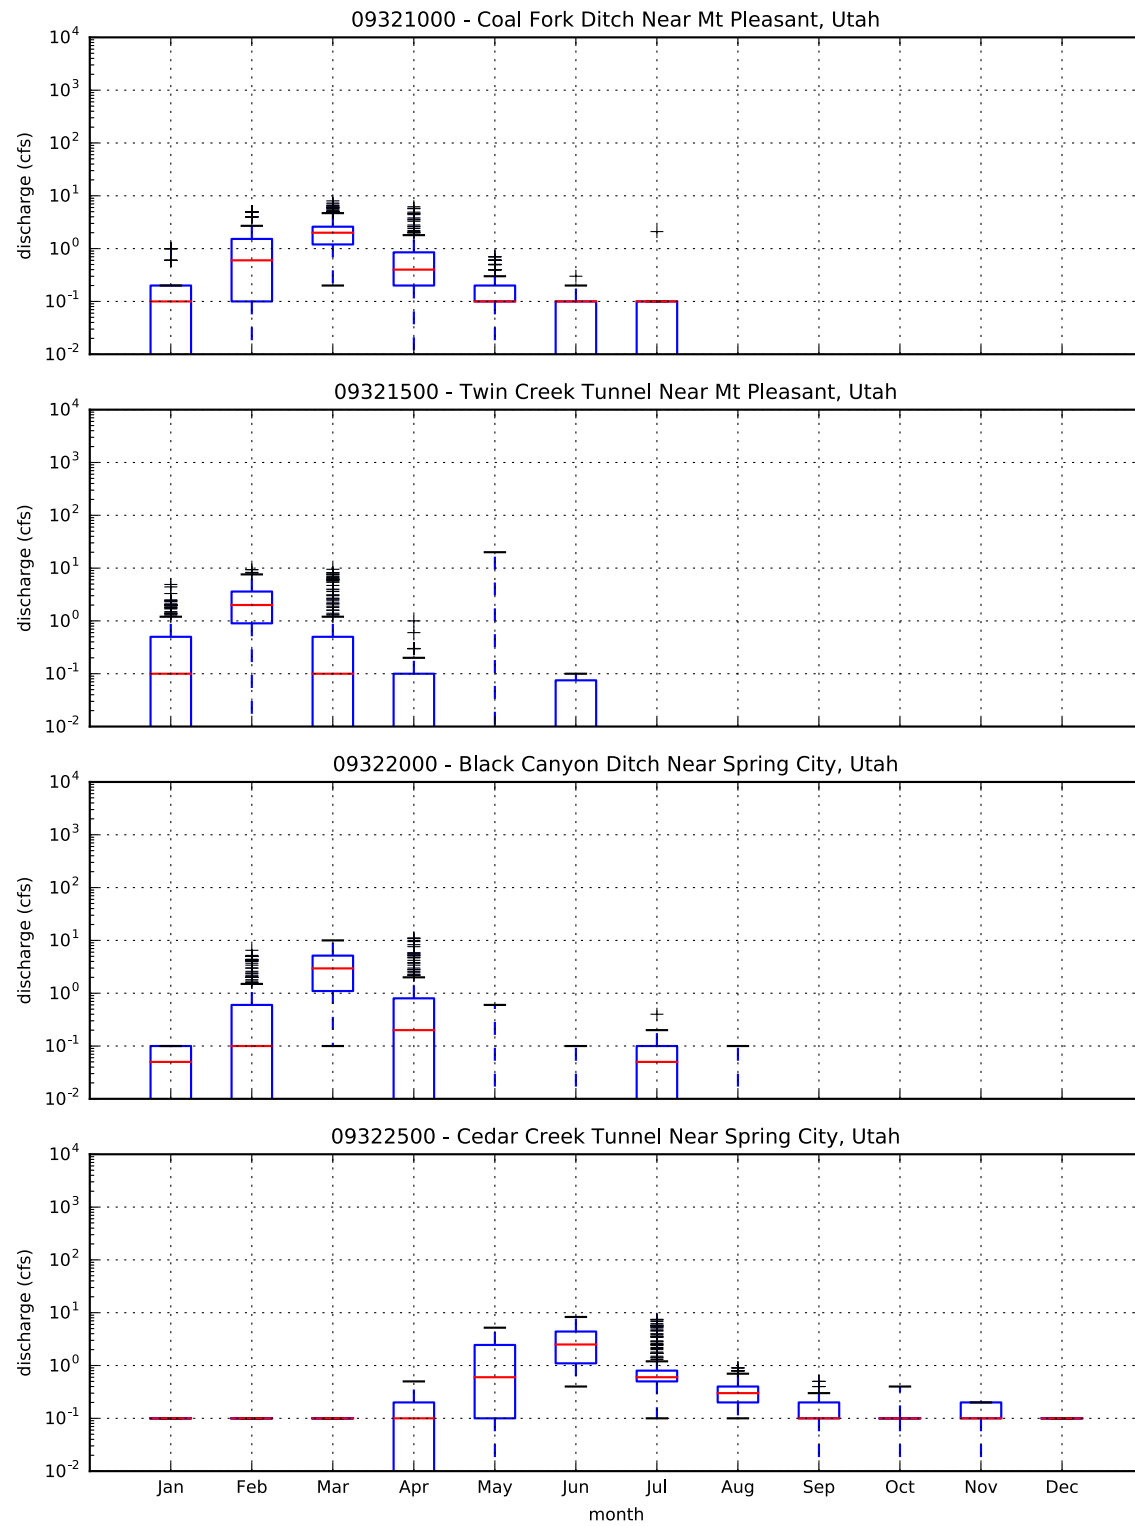 09321000 - Coal Fork Ditch Near Mt Pleasant, Utah
10^4
10^3
10^2
10^1
10^0
10^-1
10^-2
discharge (cfs)
09321500 - Twin Creek Tunnel Near Mt Pleasant, Utah
10^4
10^3
10^2
10^1
10^0
10^-1
10^-2
discharge (cfs)
09322000 - Black Canyon Ditch Near Spring City, Utah
10^4
10^3
10^2
10^1
10^0
10^-1
10^-2
discharge (cfs)
09322500 - Cedar Creek Tunnel Near Spring City, Utah
10^4
10^3
10^2
10^1
10^0
10^-1
10^-2
discharge (cfs)
Jan Feb Mar Apr May Jun Jul Aug Sep Oct Nov Dec
month